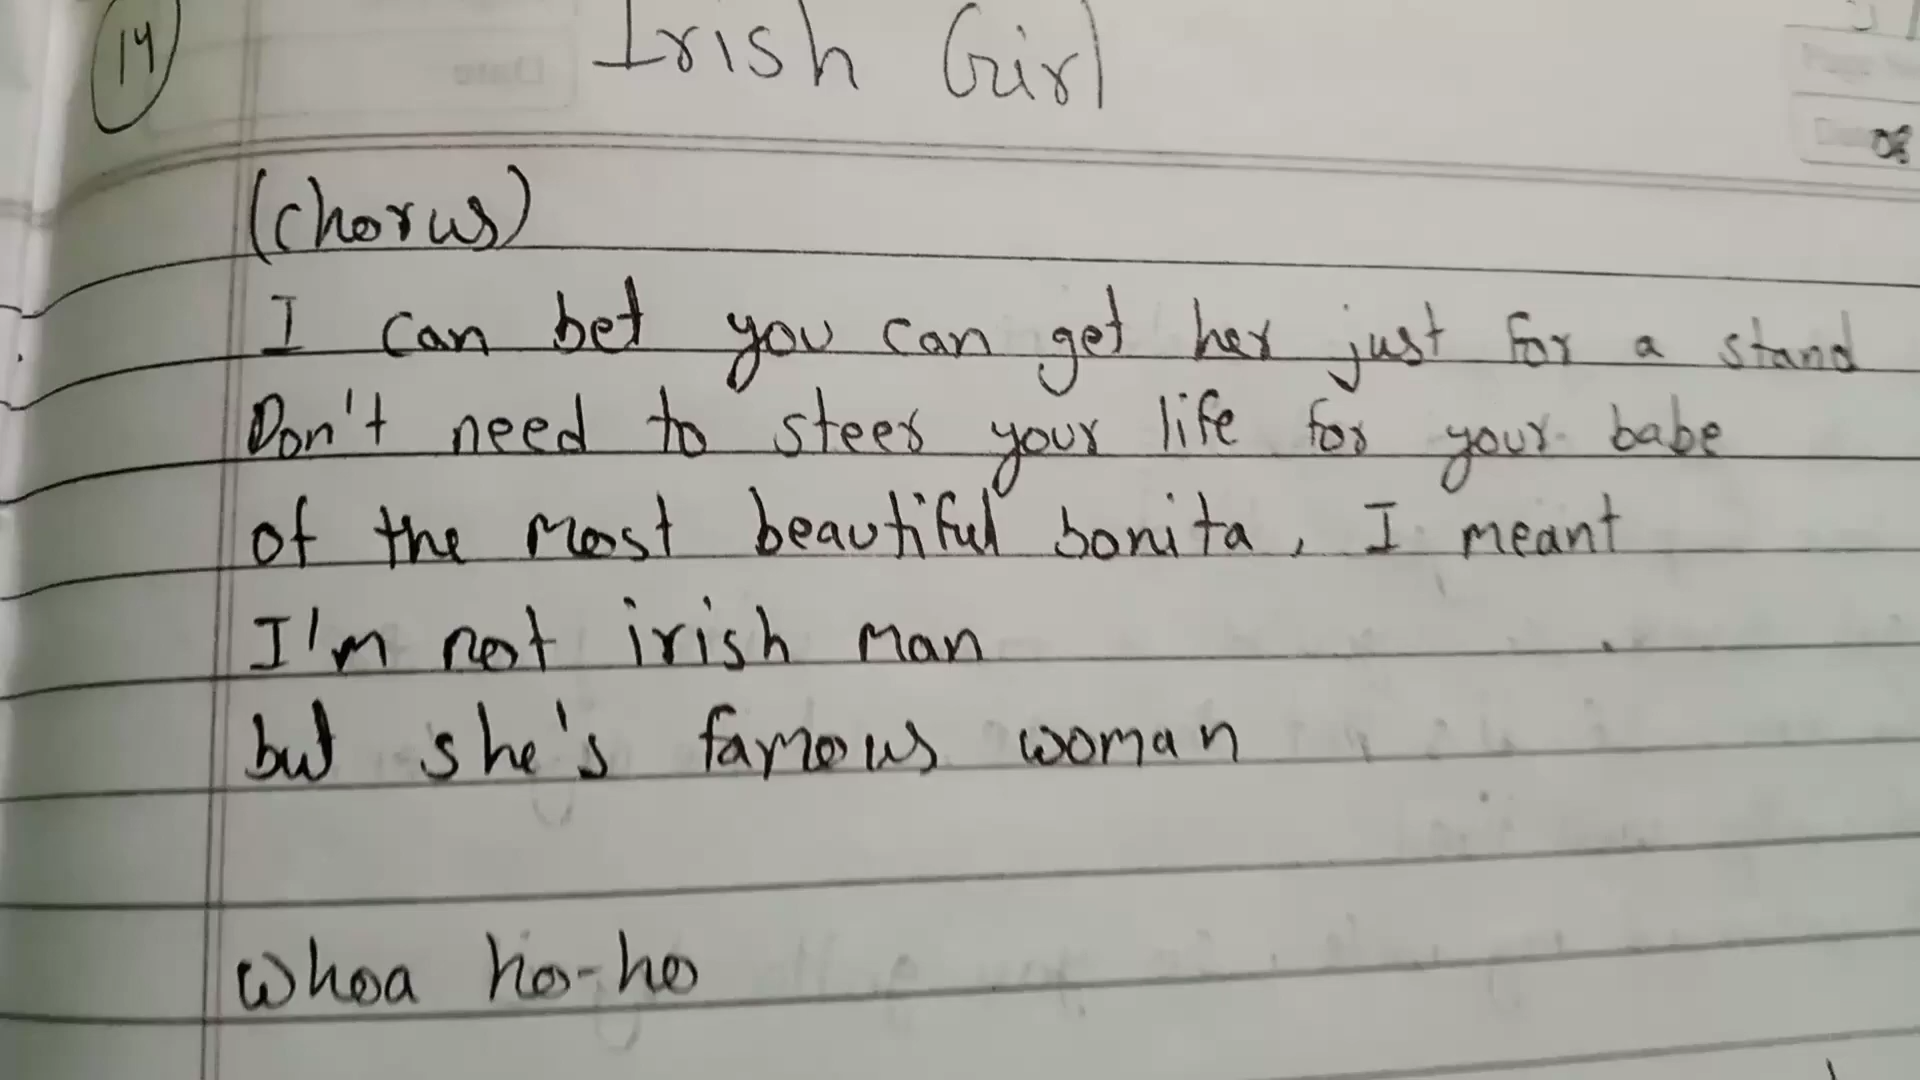 14
Irish Girl
08
(chorus)
I can bet you can get her just for a stand
Don't need to steer your life for your babe
of the most beautiful bonita, I meant
I'm not irish man
but she's famous woman
whoa ho-ho